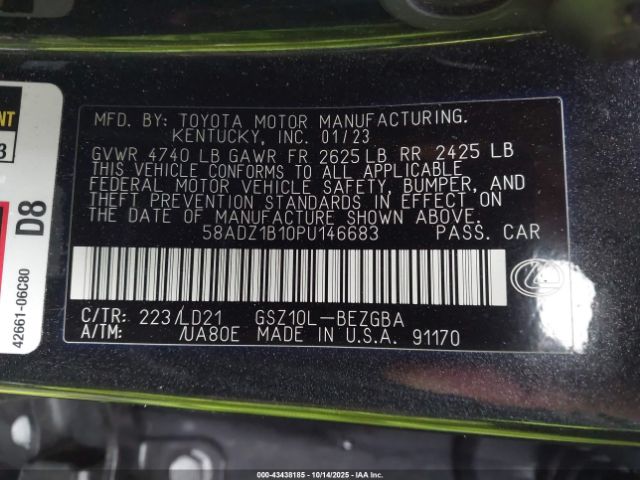 MFD. BY: TOYOTA MOTOR MANUFACTURING.
KENTUCKY, INC. 01/23
GVWR 4740 LB GAWR FR 2625 LB RR 2425 LB
THIS VEHICLE CONFORMS TO ALL APPLICABLE
FEDERAL MOTOR VEHICLE SAFETY, BUMPER, AND
THEFT PREVENTION STANDARDS IN EFFECT ON
THE DATE OF MANUFACTURE SHOWN ABOVE.
58ADZ1B10PU146683 PASS. CAR
C/TR: 223/LD21 GSZ10L-BEZGBA
A/TM: /UA80E MADE IN U.S.A. 91170
D8
42661-06C80
000-43438185 - 10/14/2025 - IAAI.COM